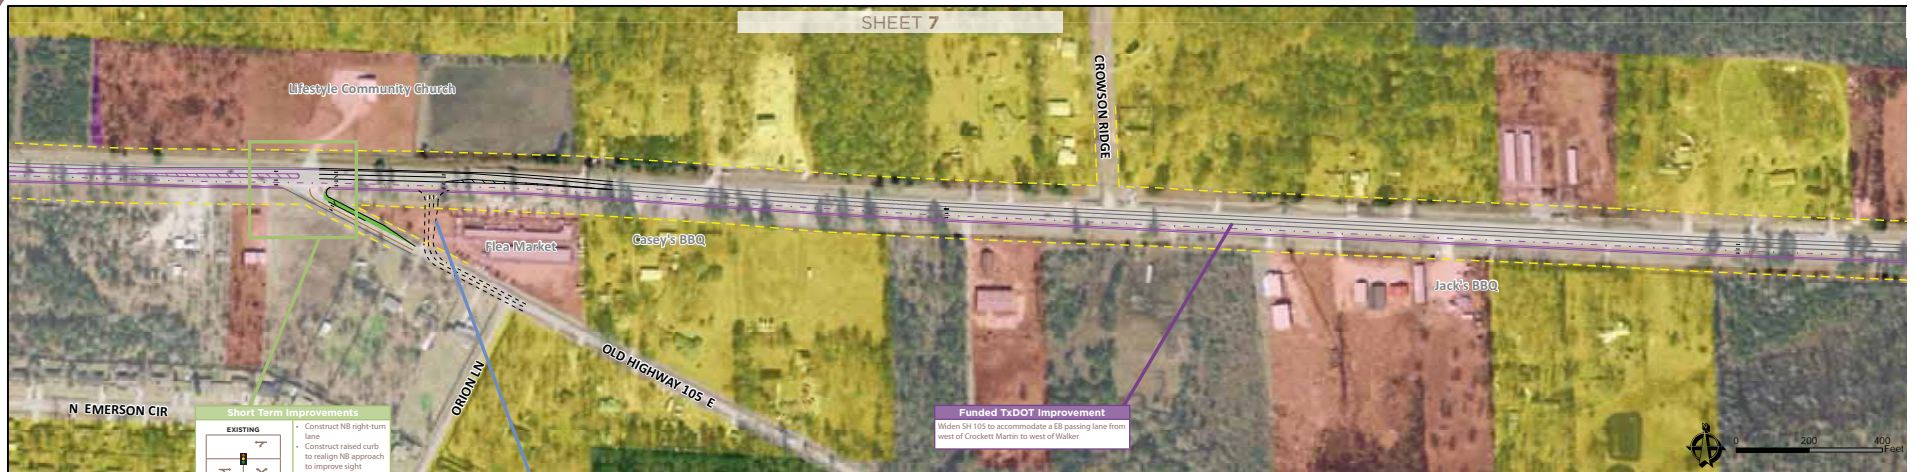 SHEET 7
Lifestyle Community Church
CROWSON RIDGE
Flea Market
Casey's BBQ
Jack's BBQ
OLD HIGHWAY 105 E
ORION LN
N EMERSON CIR
Short Term Improvements
EXISTING
• Construct NB right-turn
lane
• Construct raised curb
to realign NB approach
to improve sight
Funded TxDOT Improvement
Widen SH 105 to accommodate a EB passing lane from
west of Crockett Martin to west of Walker
N
0 200 400
Feet